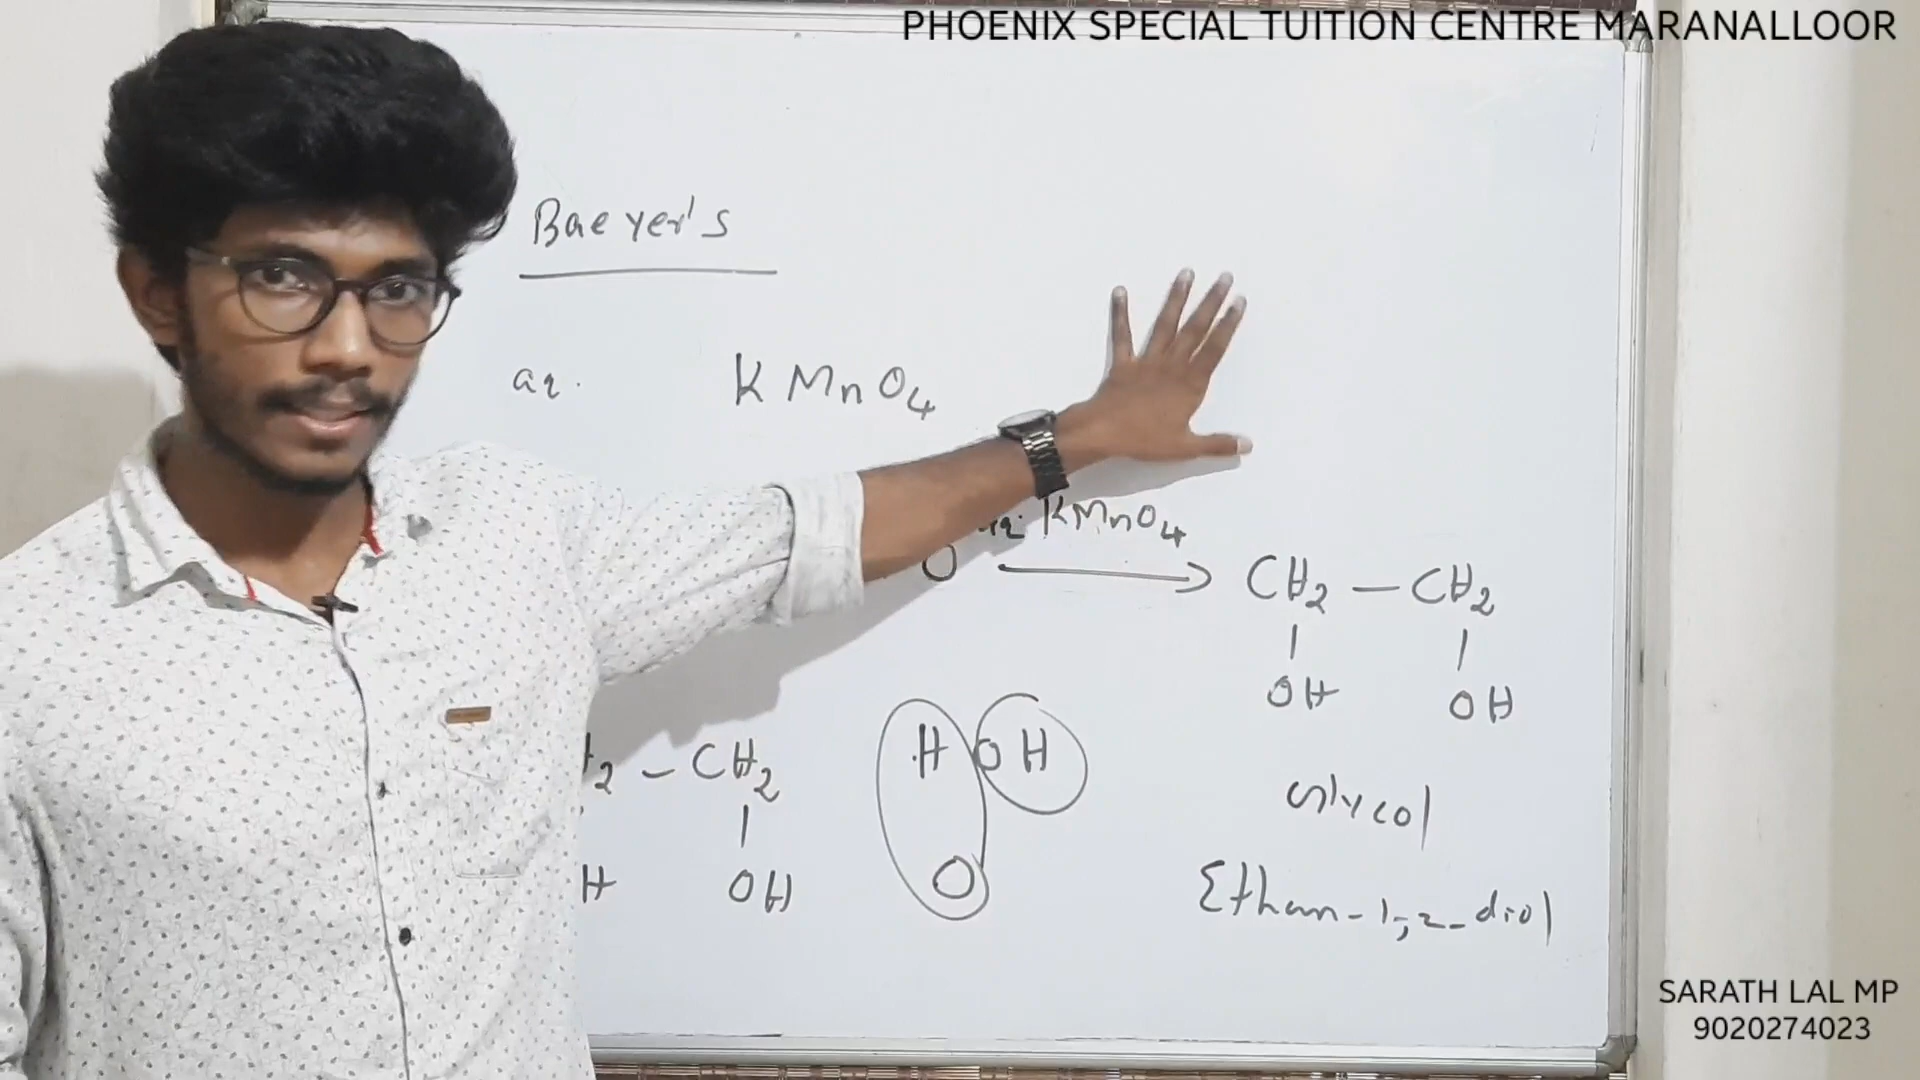 PHOENIX SPECIAL TUITION CENTRE MARANALLOOR
Baeyer's
aq. KMnO4
KMnO4
O → CH2 — CH2
| |
OH OH
2 – CH2 H OH
|
H OH O
Glycol
Ethan-1,2-diol
SARATH LAL MP
9020274023